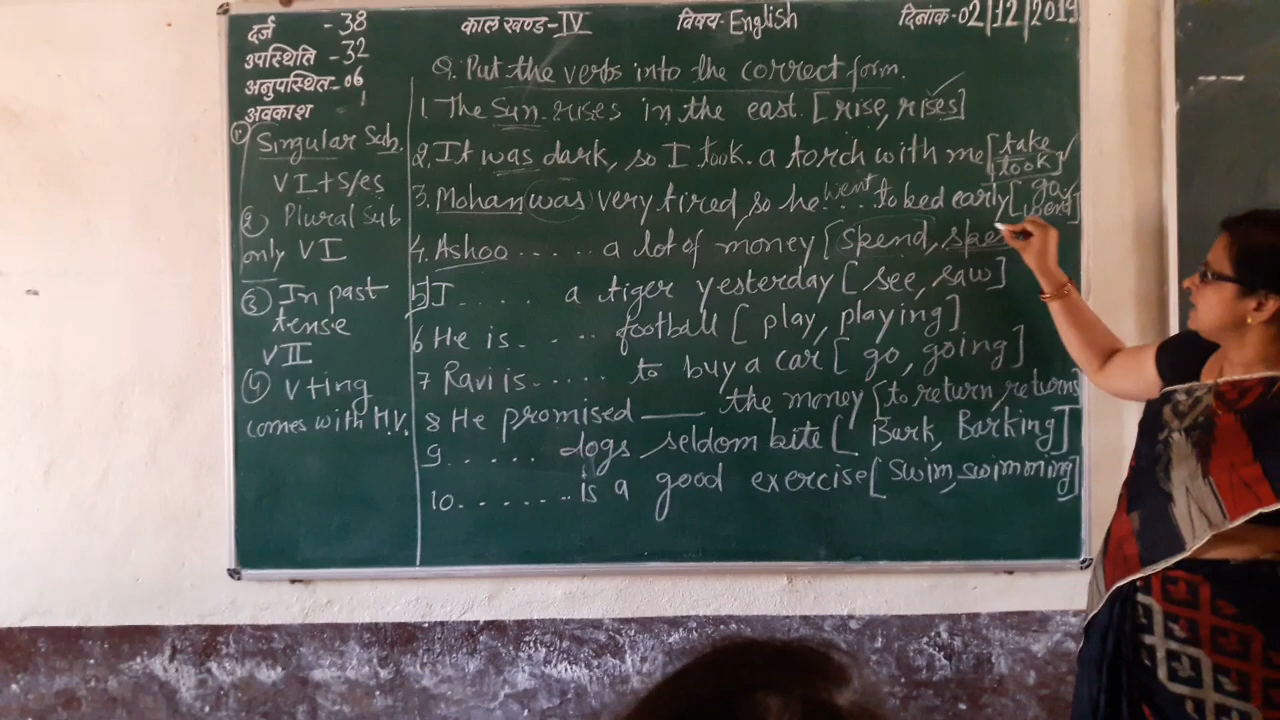 दर्ज - 38
उपस्थिति - 32
अनुपस्थित - 06
अवकाश - 1
काल खण्ड - IV
विषय - English
दिनांक - 02/12/2019
① Singular Sub.
VI + s/es
② Plural Sub
only VI
③ In past
tense
VII
④ V+ing
comes with H.V.
Q. Put the verbs into the correct form.
1. The Sun rises in the east. [rise, rises] ✓
2. It was dark, so I took a torch with me [take, took] ✓
3. Mohan was very tired, so he went to bed early [go,
4. Ashoo ..... a lot of money [spend,
5] I ..... a tiger yesterday [see, saw]
6 He is ..... football [play, playing]
7 Ravi is ..... to buy a car [go, going]
8 He promised ___ the money [to return, returns]
9. ..... dogs seldom bite [Bark, Barking]
10. ....... is a good exercise [swim, swimming]